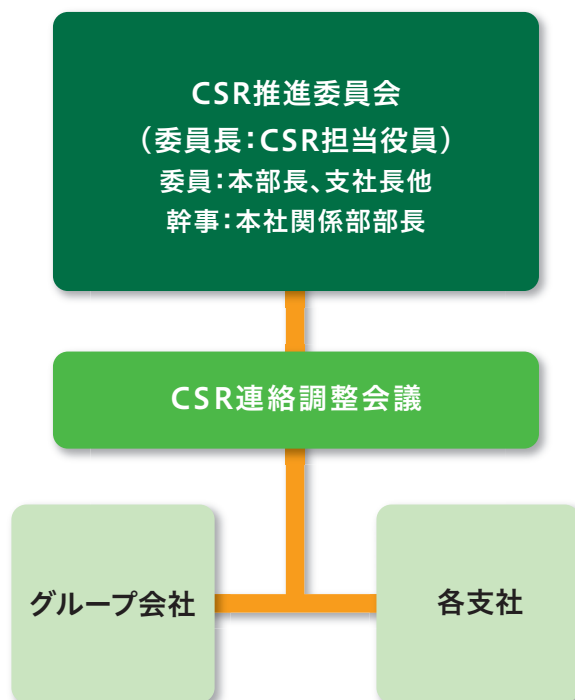 CSR推進委員会
（委員長：CSR担当役員）
委員：本部長、支社長他
幹事：本社関係部部長
CSR連絡調整会議
グループ会社
各支社